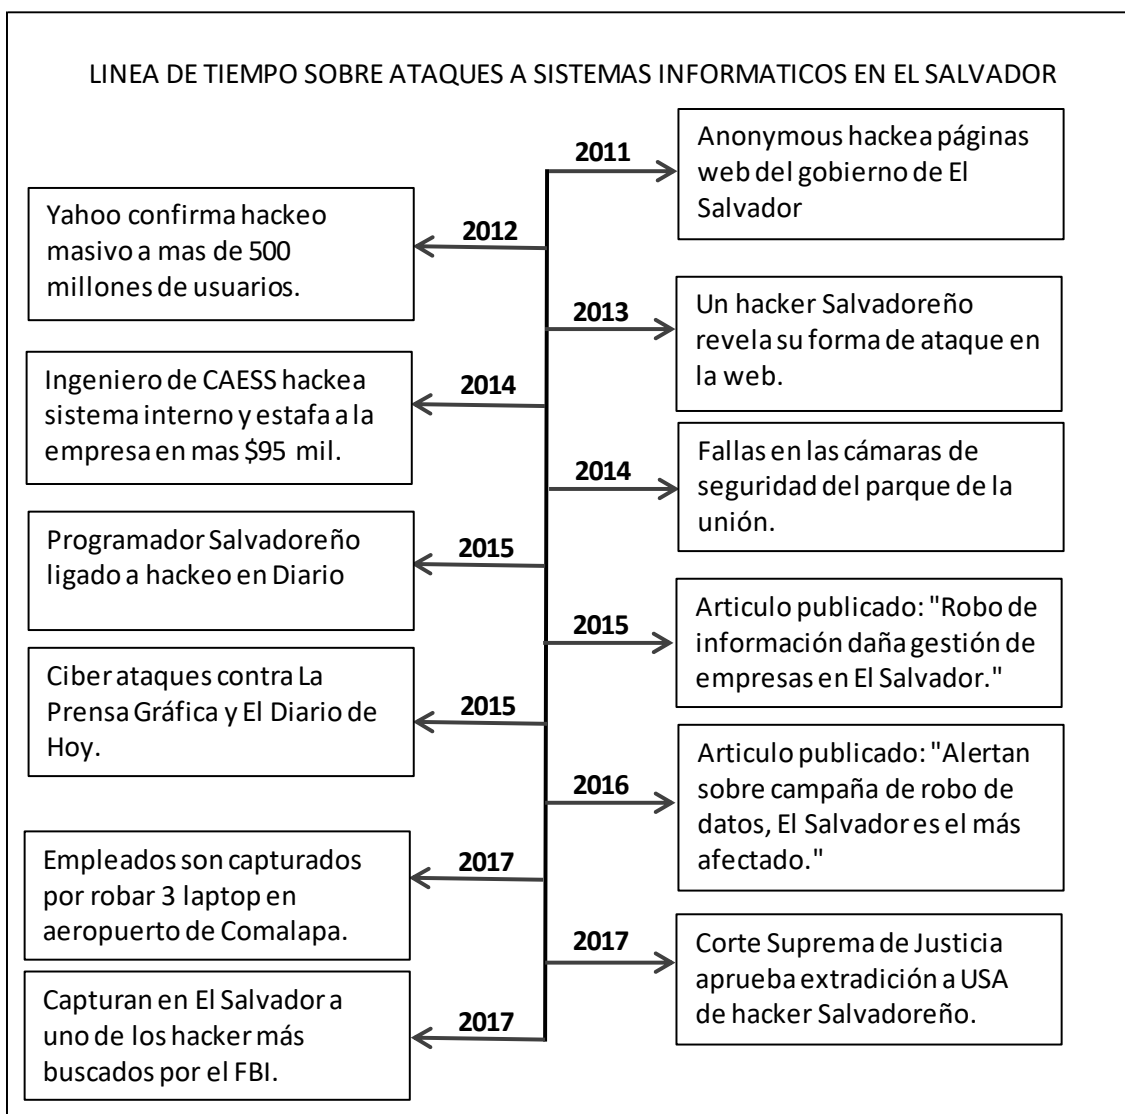 LINEA DE TIEMPO SOBRE ATAQUES A SISTEMAS INFORMATICOS EN EL SALVADOR
2011
Anonymous hackea páginas
web del gobierno de El
Salvador
2012
Yahoo confirma hackeo
masivo a mas de 500
millones de usuarios.
2013
Un hacker Salvadoreño
revela su forma de ataque en
la web.
2014
Ingeniero de CAESS hackea
sistema interno y estafa a la
empresa en mas $95 mil.
2014
Fallas en las cámaras de
seguridad del parque de la
unión.
2015
Programador Salvadoreño
ligado a hackeo en Diario
2015
Articulo publicado: "Robo de
información daña gestión de
empresas en El Salvador."
2015
Ciber ataques contra La
Prensa Gráfica y El Diario de
Hoy.
2016
Articulo publicado: "Alertan
sobre campaña de robo de
datos, El Salvador es el más
afectado."
2017
Empleados son capturados
por robar 3 laptop en
aeropuerto de Comalapa.
2017
Corte Suprema de Justicia
aprueba extradición a USA
de hacker Salvadoreño.
2017
Capturan en El Salvador a
uno de los hacker más
buscados por el FBI.